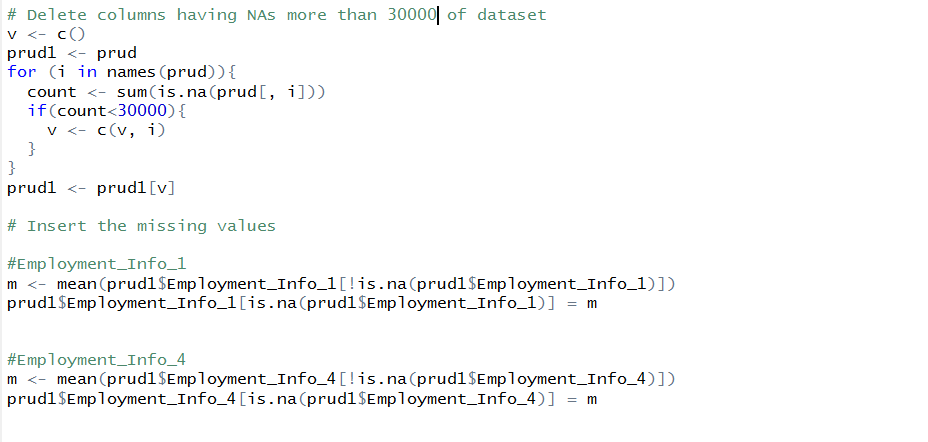 # Delete columns having NAs more than 30000 of dataset
v <- c()
prud1 <- prud
for (i in names(prud)){
  count <- sum(is.na(prud[, i]))
  if(count<30000){
    v <- c(v, i)
  }
}
prud1 <- prud1[v]

# Insert the missing values

#Employment_Info_1
m <- mean(prud1$Employment_Info_1[!is.na(prud1$Employment_Info_1)])
prud1$Employment_Info_1[is.na(prud1$Employment_Info_1)] = m


#Employment_Info_4
m <- mean(prud1$Employment_Info_4[!is.na(prud1$Employment_Info_4)])
prud1$Employment_Info_4[is.na(prud1$Employment_Info_4)] = m